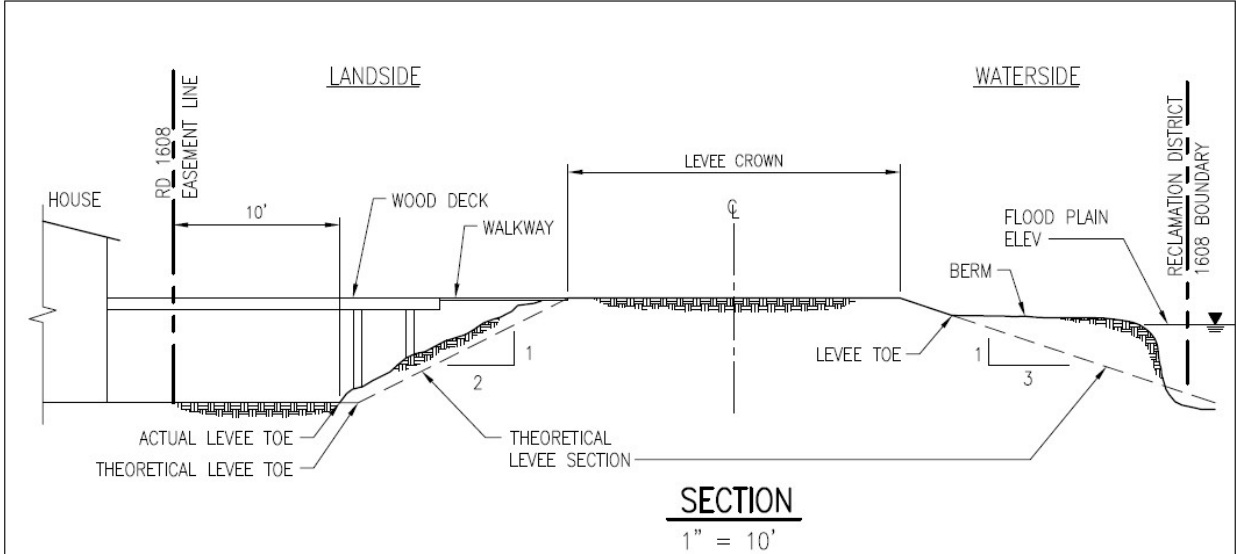 LANDSIDE
WATERSIDE
RD 1608
EASEMENT LINE
RECLAMATION DISTRICT
1608 BOUNDARY
LEVEE CROWN
HOUSE
10'
WOOD DECK
WALKWAY
℄
FLOOD PLAIN
ELEV
BERM
LEVEE TOE
1
2
1
3
ACTUAL LEVEE TOE
THEORETICAL LEVEE TOE
THEORETICAL
LEVEE SECTION
SECTION
1" = 10'